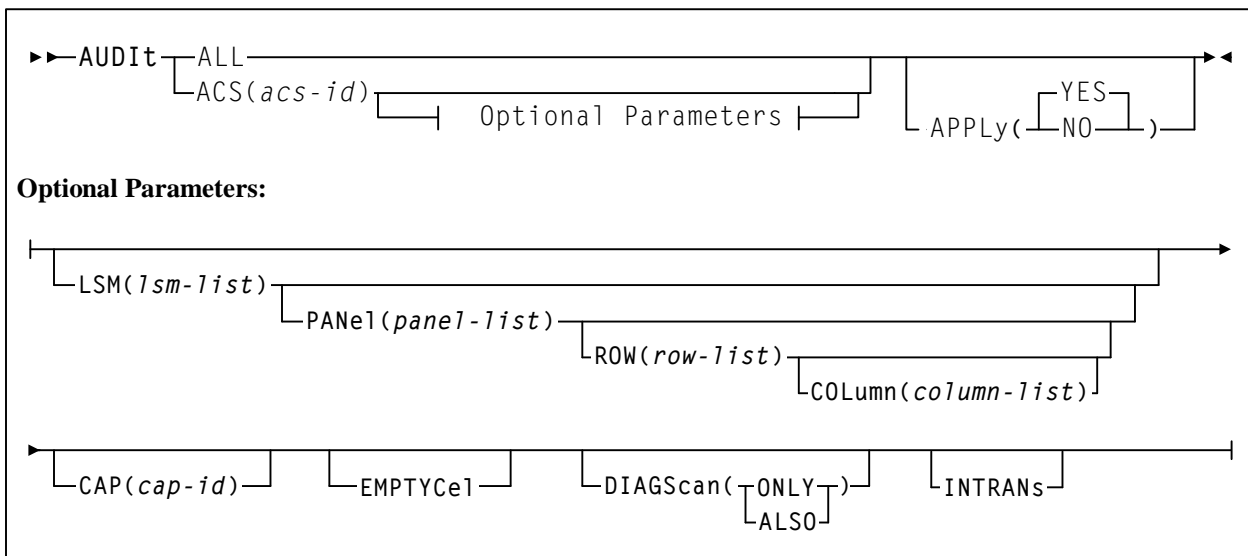 AUDIt ALL
ACS(acs-id)
Optional Parameters
YES
APPLy( NO )
Optional Parameters:
LSM(lsm-list)
PANel(panel-list)
ROW(row-list)
COLumn(column-list)
CAP(cap-id) EMPTYCel DIAGScan( ONLY ) INTRANs
ALSO